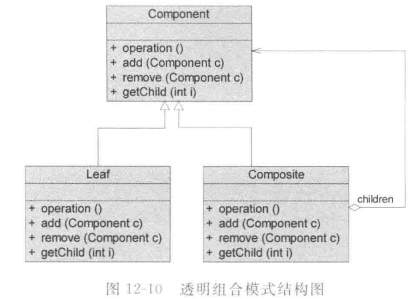 Component
+ operation ()
+ add (Component c)
+ remove (Component c)
+ getChild (int i)
Leaf
+ operation ()
+ add (Component c)
+ remove (Component c)
+ getChild (int i)
Composite
+ operation ()
+ add (Component c)
+ remove (Component c)
+ getChild (int i)
children
图 12-10 透明组合模式结构图